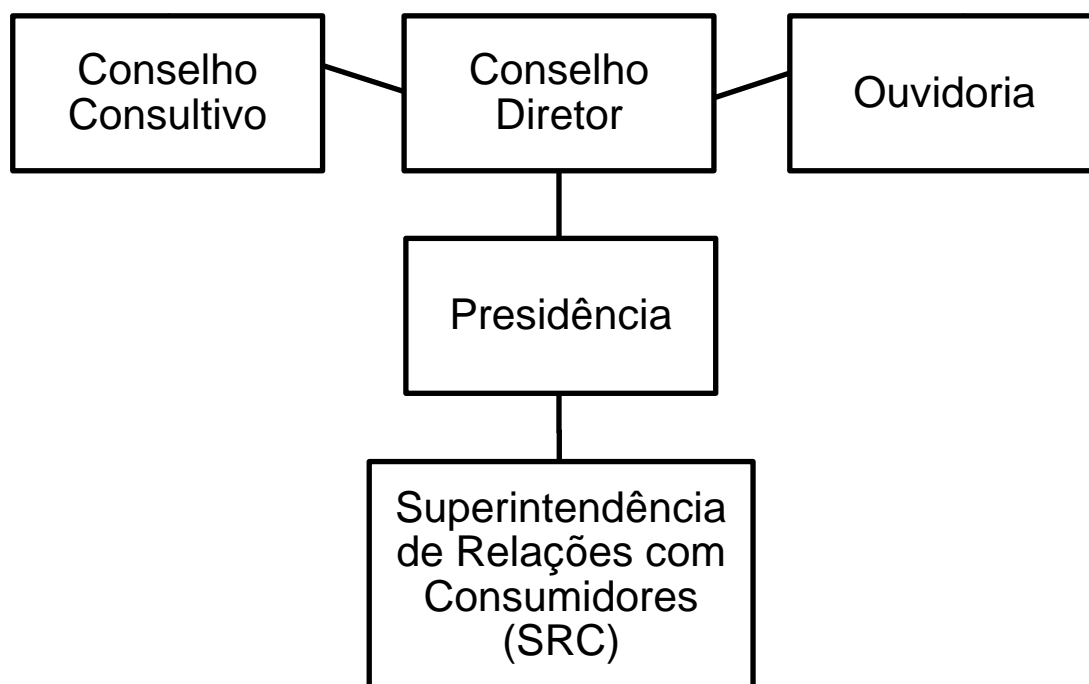 Conselho
Consultivo
Conselho
Diretor
Ouvidoria
Presidência
Superintendência
de Relações com
Consumidores
(SRC)